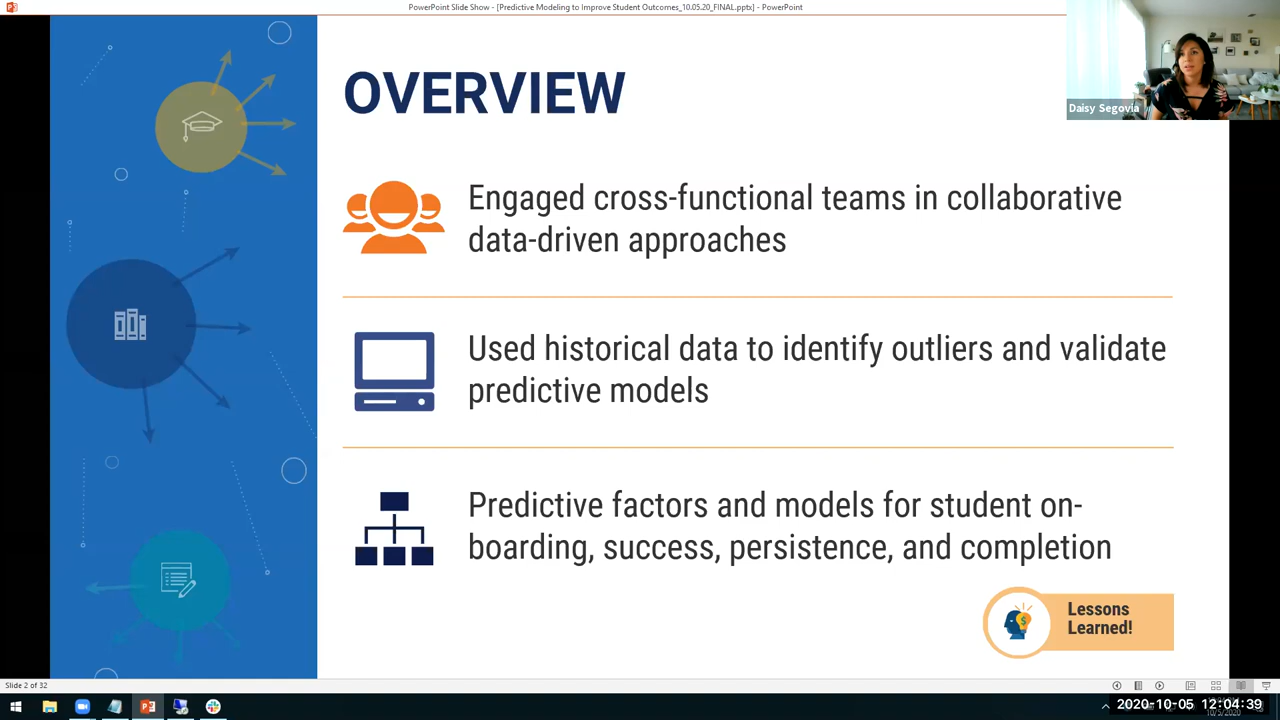 PowerPoint Slide Show - [Predictive Modeling to Improve Student Outcomes_10.05.20_FINAL.pptx] - PowerPoint
Daisy Segovia
OVERVIEW
Engaged cross-functional teams in collaborative
data-driven approaches
Used historical data to identify outliers and validate
predictive models
Predictive factors and models for student on-
boarding, success, persistence, and completion
Lessons
Learned!
Slide 2 of 32
2020-10-05 12:04:39
10/5/2020